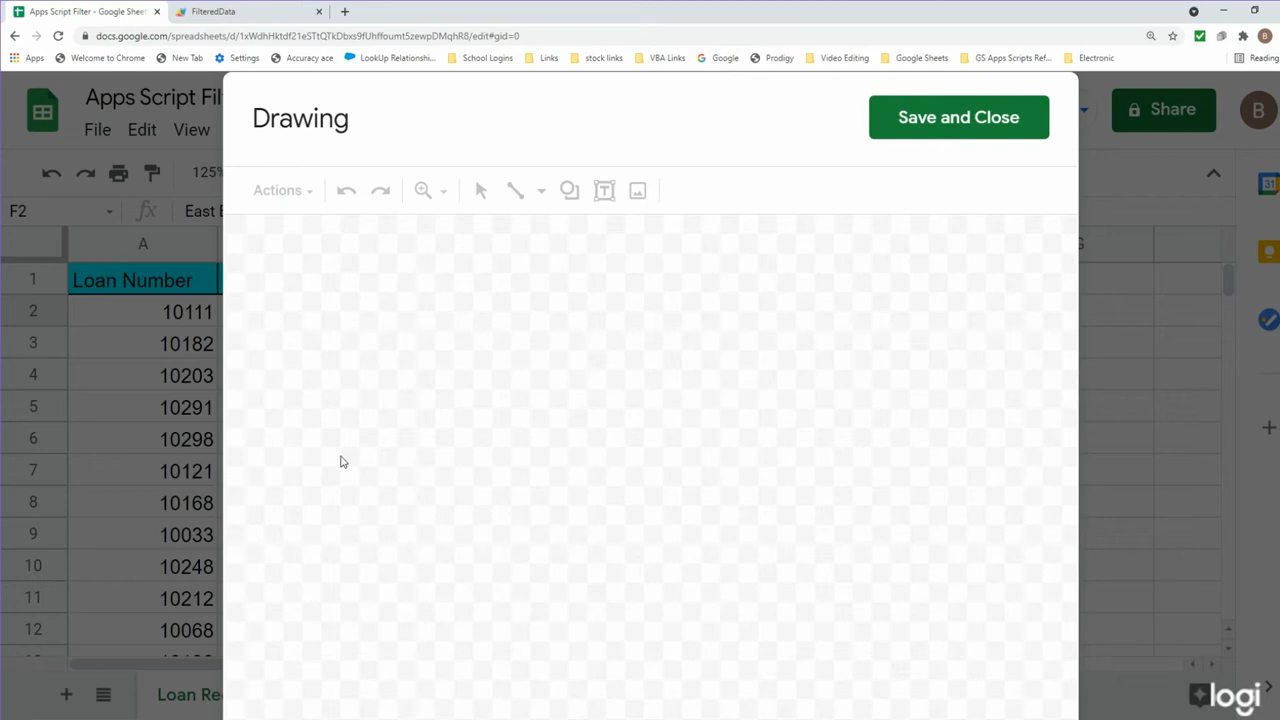 Apps Script Filter - Google Sheet
FilteredData
docs.google.com/spreadsheets/d/1xWdhHktdf21eSTtQTkDbxs9fUhffoumt5zewpDMqhR8/edit#gid=0
Apps Welcome to Chrome New Tab Settings Accuracy ace LookUp Relationshi... School Logins Links stock links VBA Links Google Prodigy Video Editing Google Sheets GS Apps Scripts Ref... Electronic Reading
Apps Script Fil
Drawing
Save and Close
Share
B
File Edit View
125%
Actions
F2
East
A
G
1 Loan Number
2 10111
3 10182
4 10203
5 10291
6 10298
7 10121
8 10168
9 10033
10 10248
11 10212
12 10068
Loan Re
logi